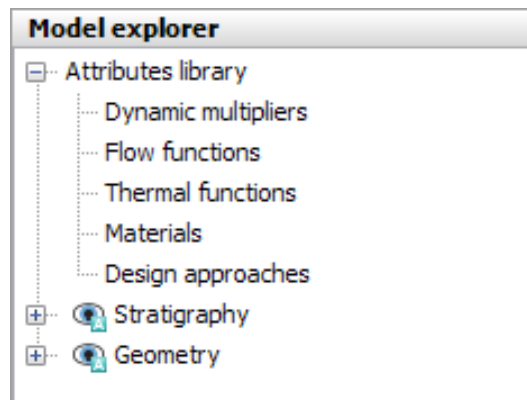 Model explorer
Attributes library
Dynamic multipliers
Flow functions
Thermal functions
Materials
Design approaches
Stratigraphy
Geometry